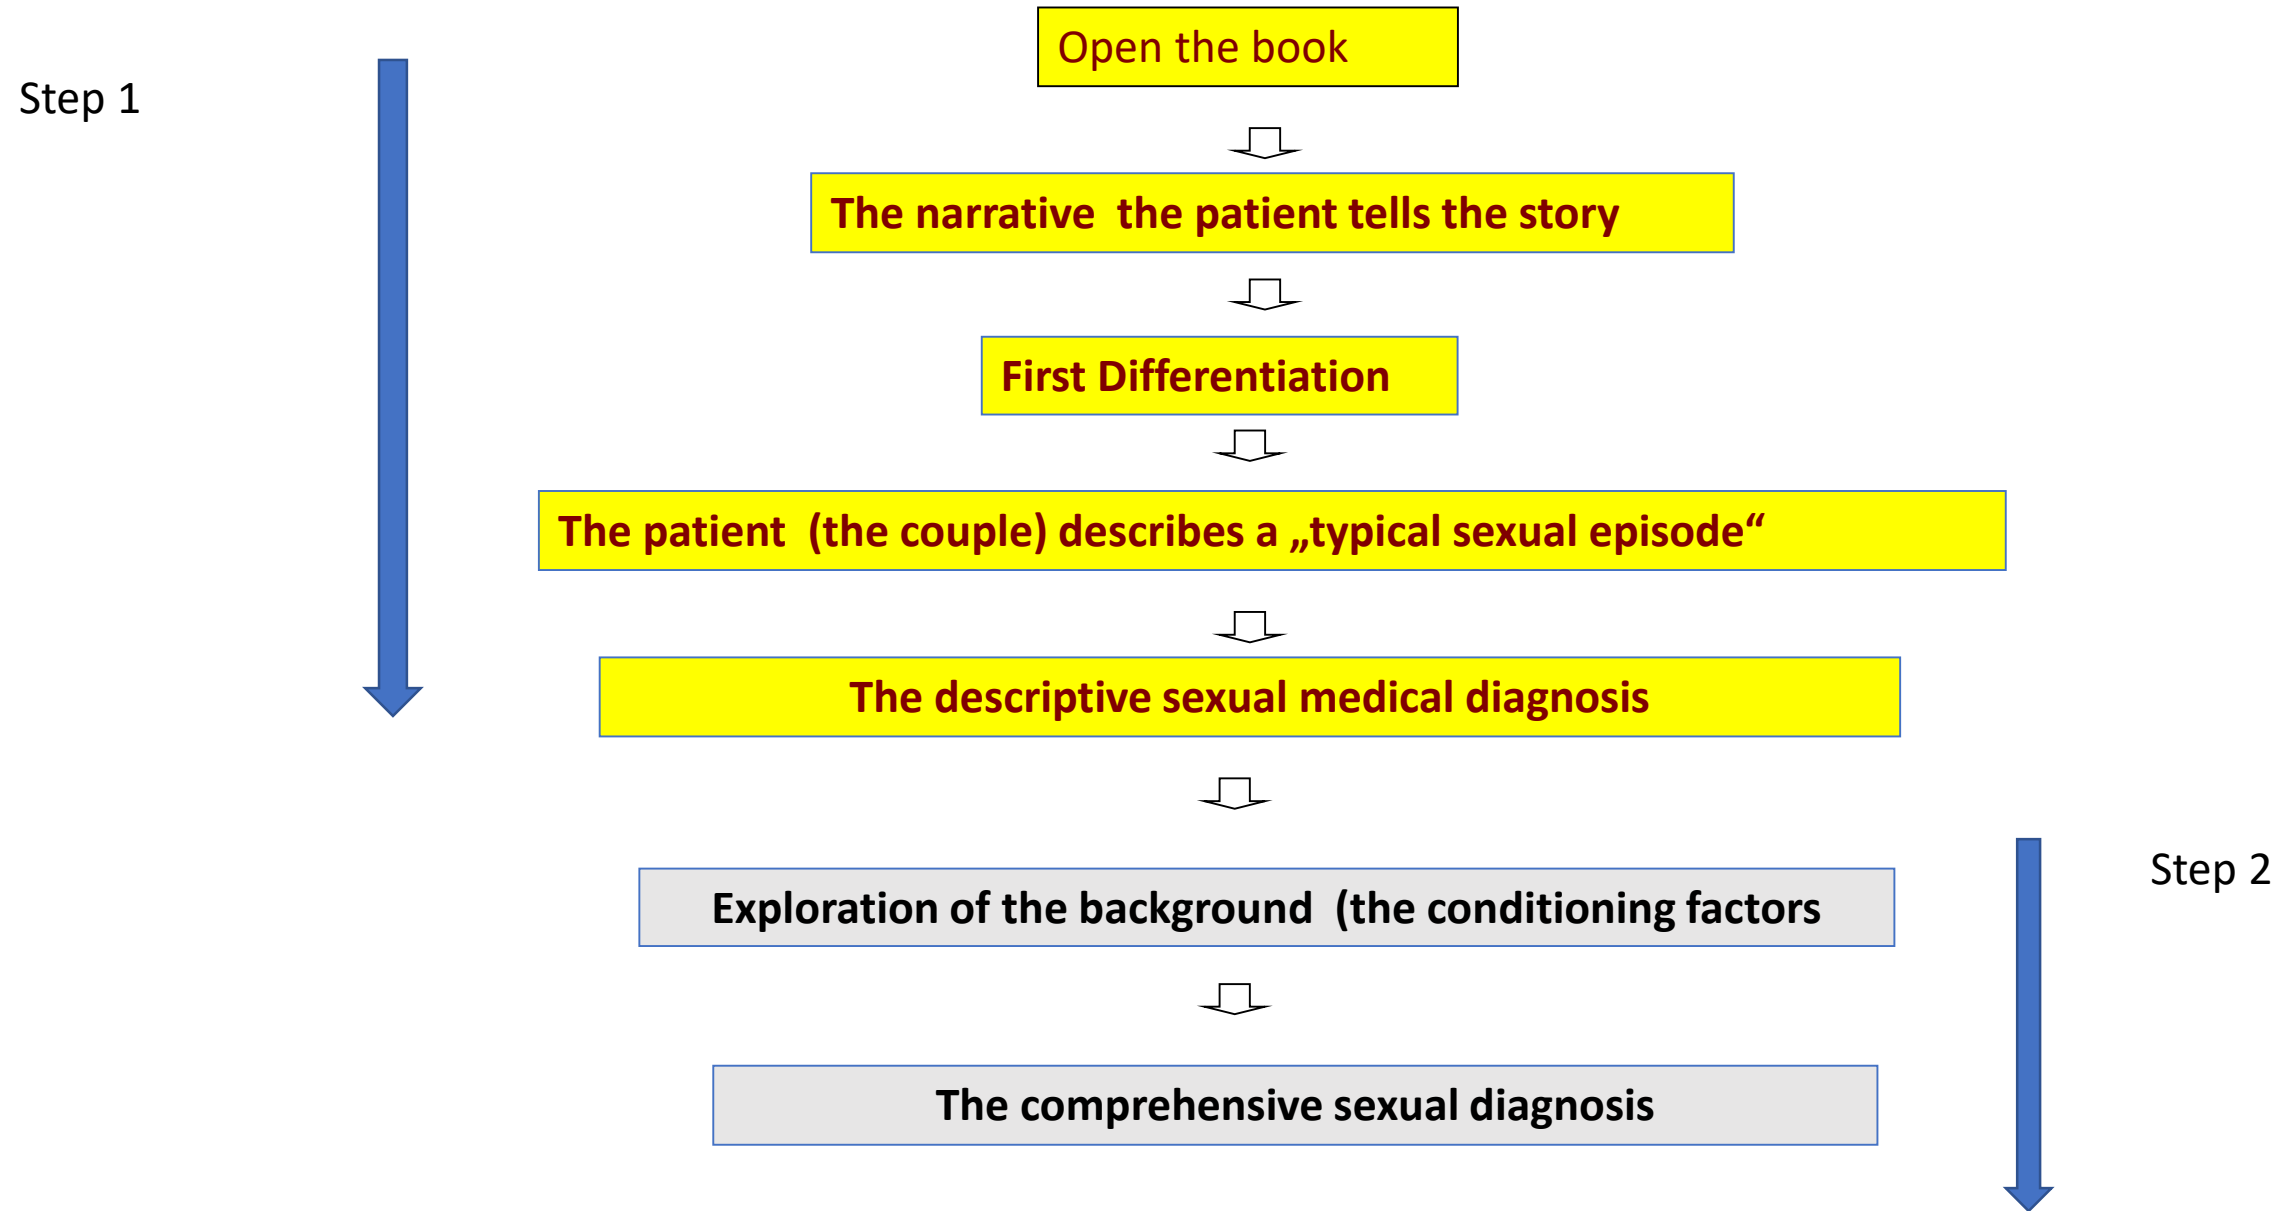 Open the book
Step 1
The narrative  the patient tells the story
First Differentiation
The patient  (the couple) describes a „typical sexual episode“
The descriptive sexual medical diagnosis
Step 2
Exploration of the background  (the conditioning factors
The comprehensive sexual diagnosis